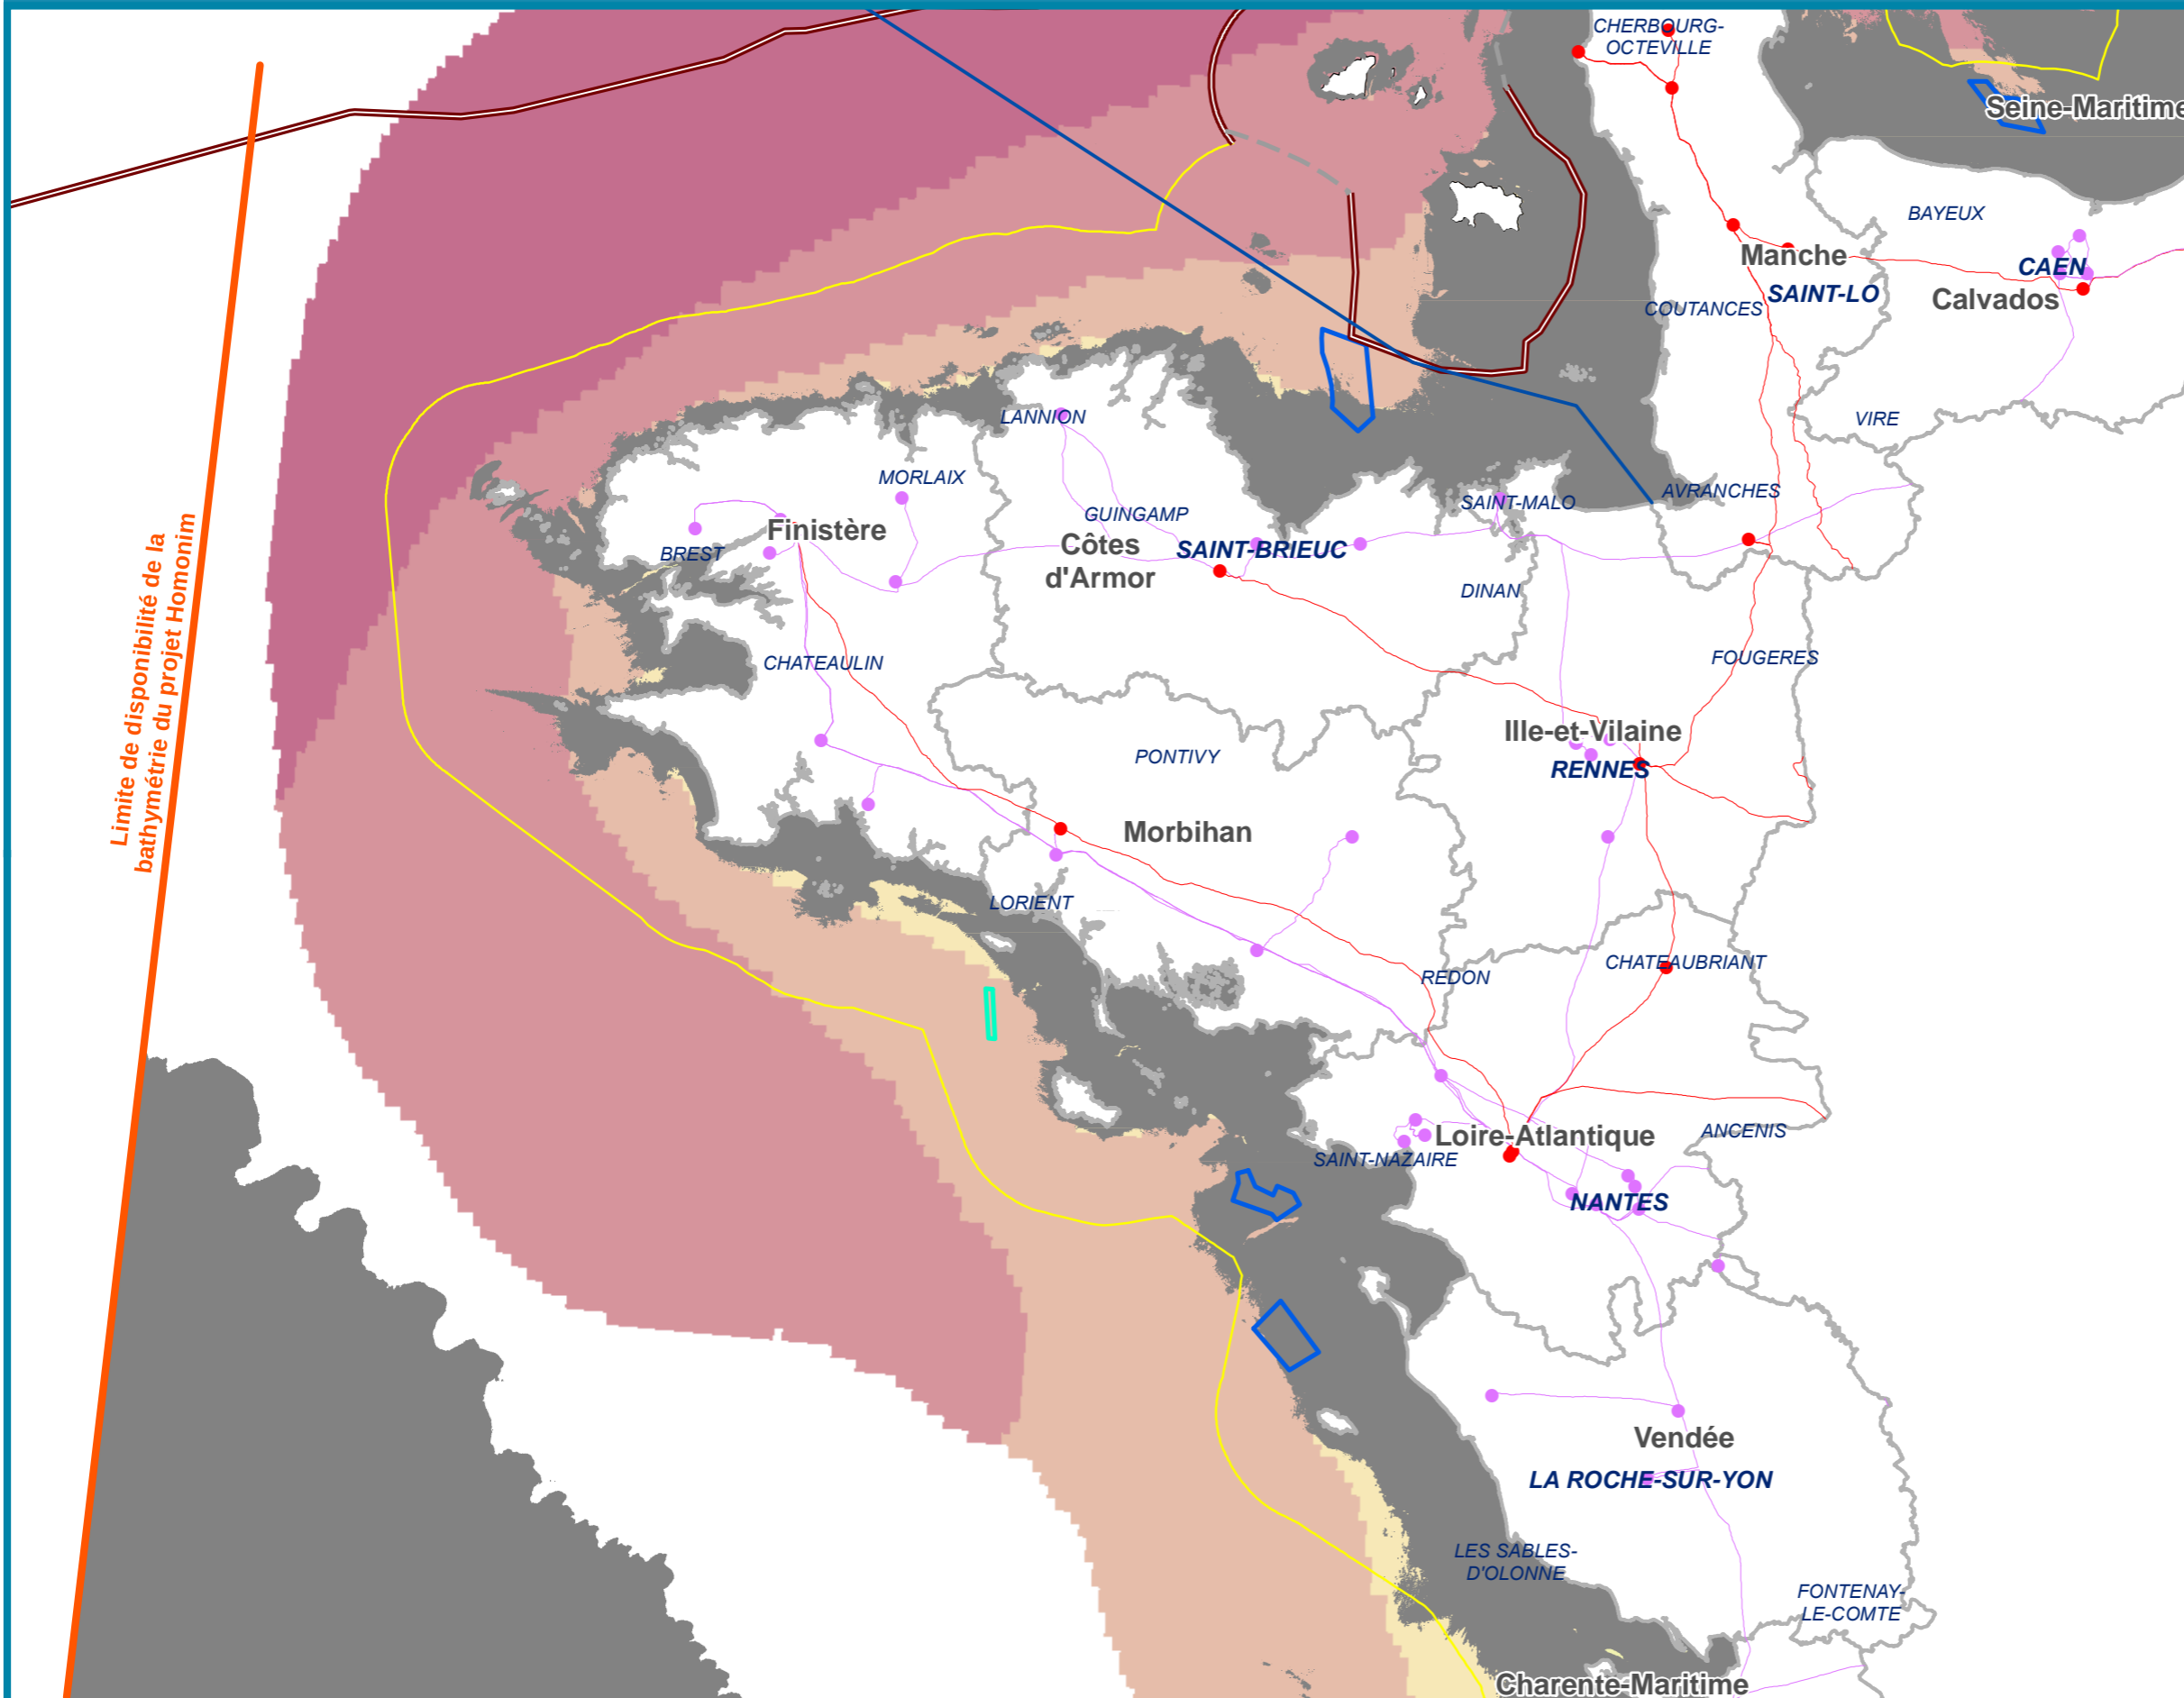 CHERBOURG-
OCTEVILLE
Seine-Maritime
BAYEUX
Manche
CAEN
SAINT-LO
Calvados
COUTANCES
LANNION
VIRE
MORLAIX
AVRANCHES
SAINT-MALO
GUINGAMP
Finistère
BREST
Côtes
d'Armor
SAINT-BRIEUC
DINAN
Limite de disponibilité de la
bathymétrie du projet Homonim
CHATEAULIN
FOUGERES
Ille-et-Vilaine
PONTIVY
RENNES
Morbihan
LORIENT
CHATEAUBRIANT
REDON
ANCENIS
Loire-Atlantique
SAINT-NAZAIRE
NANTES
Vendée
LA ROCHE-SUR-YON
LES SABLES-
D'OLONNE
FONTENAY-
LE-COMTE
Charente-Maritime